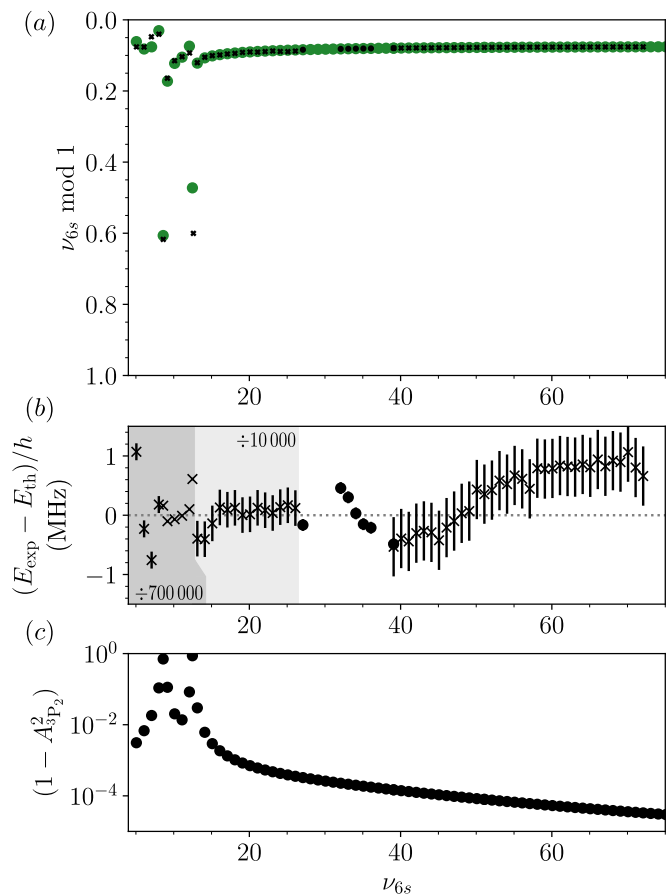 (a)
0.0
0.2
0.4
0.6
0.8
1.0
ν6s mod 1
20
40
60
(b)
1
0
−1
(Eexp − Eth)/h
(MHz)
÷10 000
÷700 000
20
40
60
(c)
10⁰
10⁻²
10⁻⁴
(1 − A²₃P₂)
20
40
60
ν6s